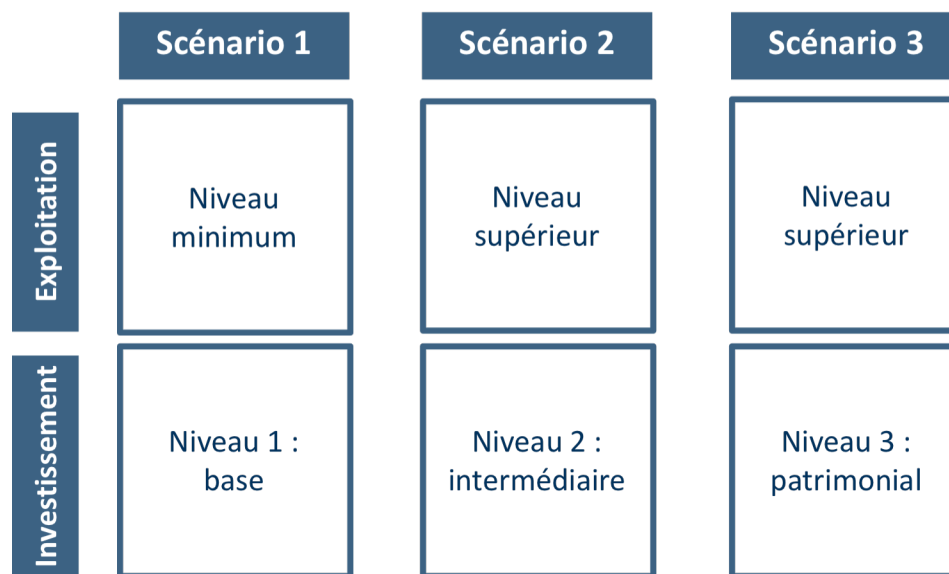 Scénario 1
Scénario 2
Scénario 3
Exploitation
Niveau
minimum
Niveau
supérieur
Niveau
supérieur
Investissement
Niveau 1 :
base
Niveau 2 :
intermédiaire
Niveau 3 :
patrimonial